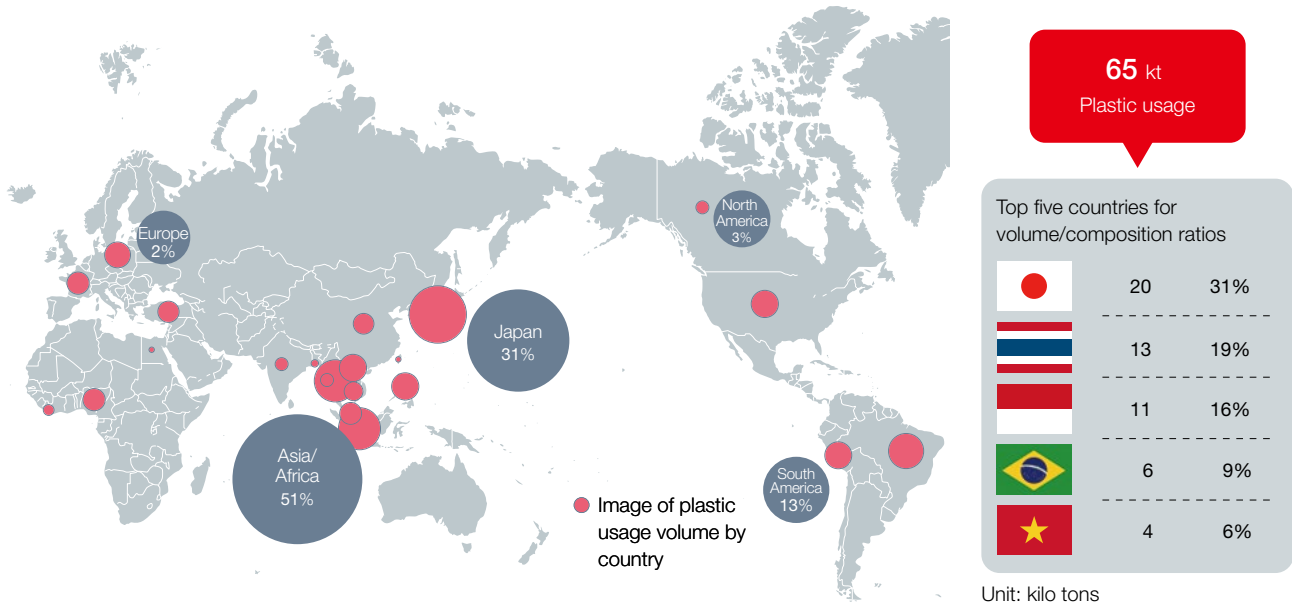 Europe
2%
Japan
31%
Asia/
Africa
51%
Image of plastic
usage volume by
country
North
America
3%
South
America
13%
65 kt
Plastic usage
Top five countries for
volume/composition ratios
20 31%
13 19%
11 16%
6 9%
4 6%
Unit: kilo tons